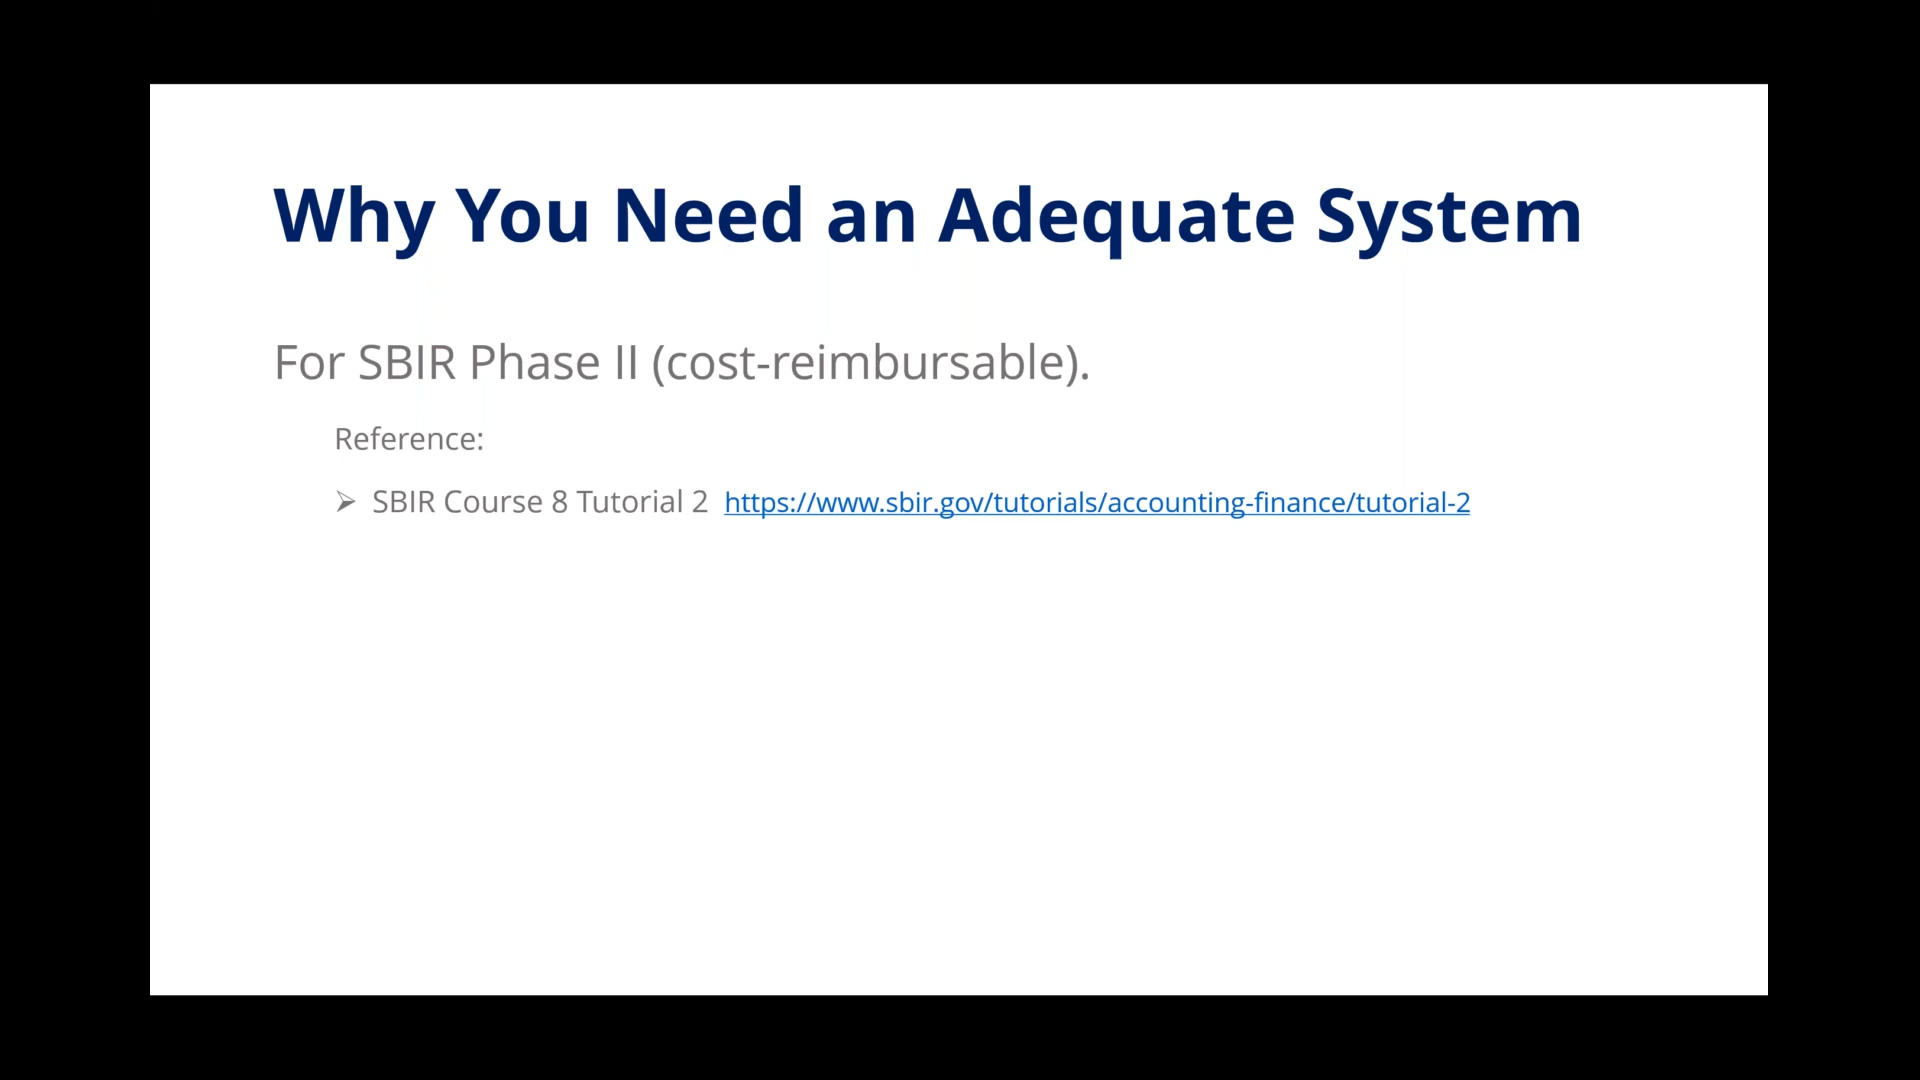 Why You Need an Adequate System
For SBIR Phase II (cost-reimbursable).
Reference:
➢ SBIR Course 8 Tutorial 2 https://www.sbir.gov/tutorials/accounting-finance/tutorial-2